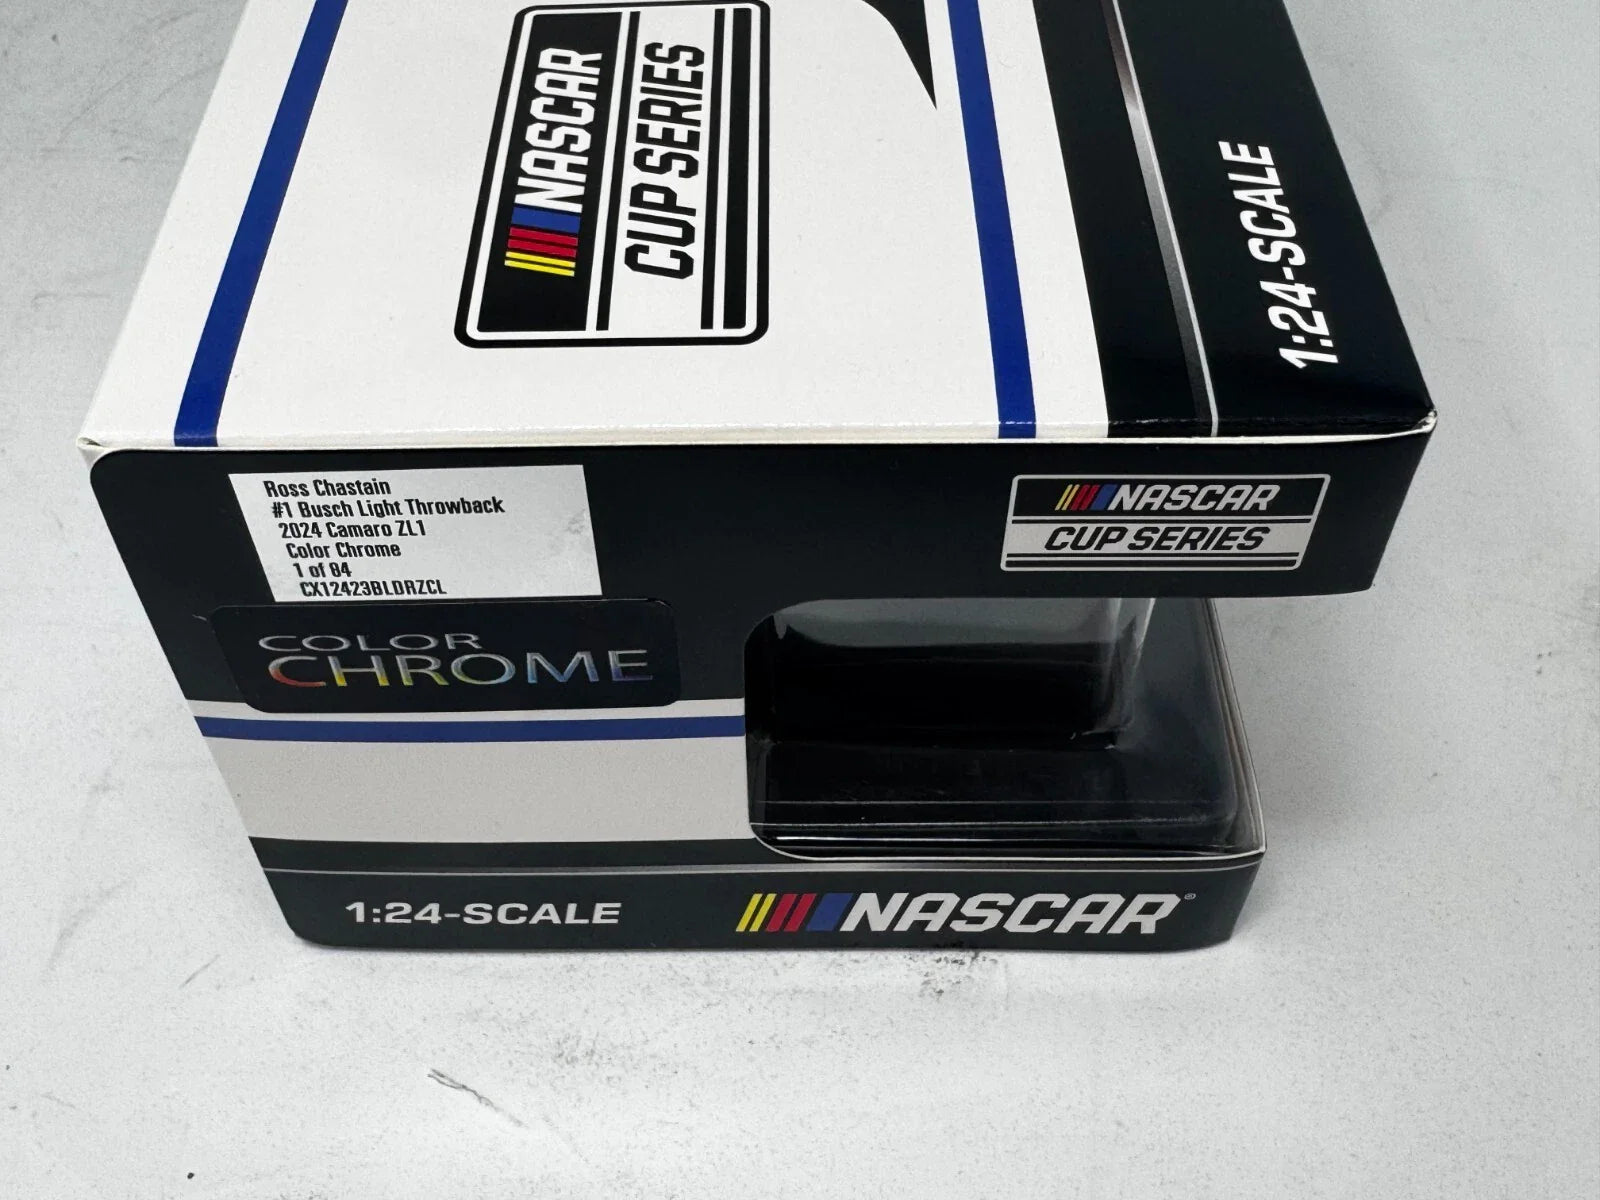 NASCAR
CUP SERIES
1:24-SCALE
Ross Chastain
#1 Busch Light Throwback
2024 Camaro ZL1
Color Chrome
1 of 84
CX12423BLDRZCL
NASCAR
CUP SERIES
COLOR
CHROME
1:24-SCALE
NASCAR®